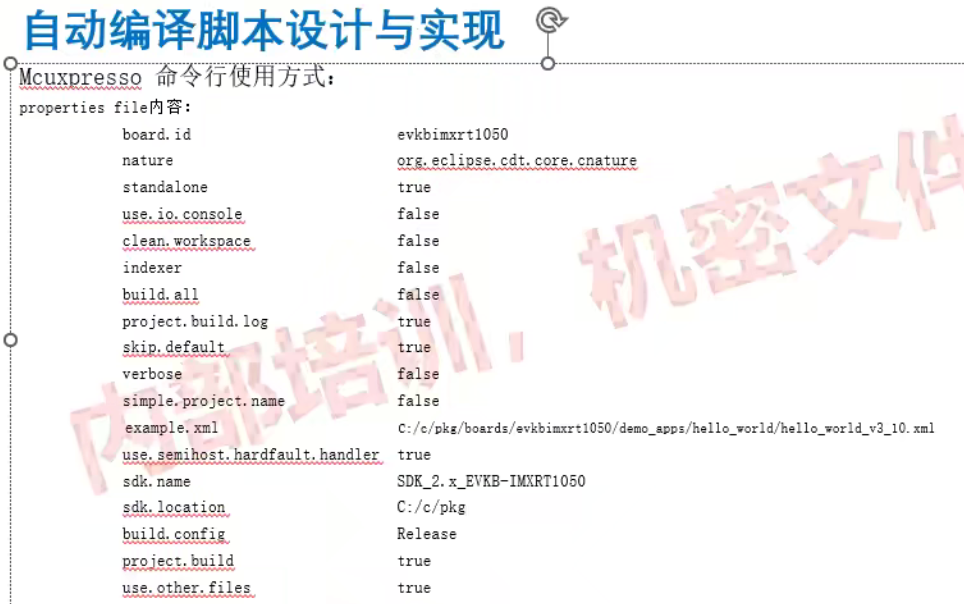 自动编译脚本设计与实现
Mcuxpresso 命令行使用方式：
properties file内容：
board.id evkbimxrt1050
nature org.eclipse.cdt.core.cnature
standalone true
use.io.console false
clean.workspace false
indexer false
build.all false
project.build.log true
skip.default true
verbose false
simple.project.name false
example.xml C:/c/pkg/boards/evkbimxrt1050/demo_apps/hello_world/hello_world_v3_10.xml
use.semihost.hardfault.handler true
sdk.name SDK_2.x_EVKB-IMXRT1050
sdk.location C:/c/pkg
build.config Release
project.build true
use.other.files true
内部培训，机密文件